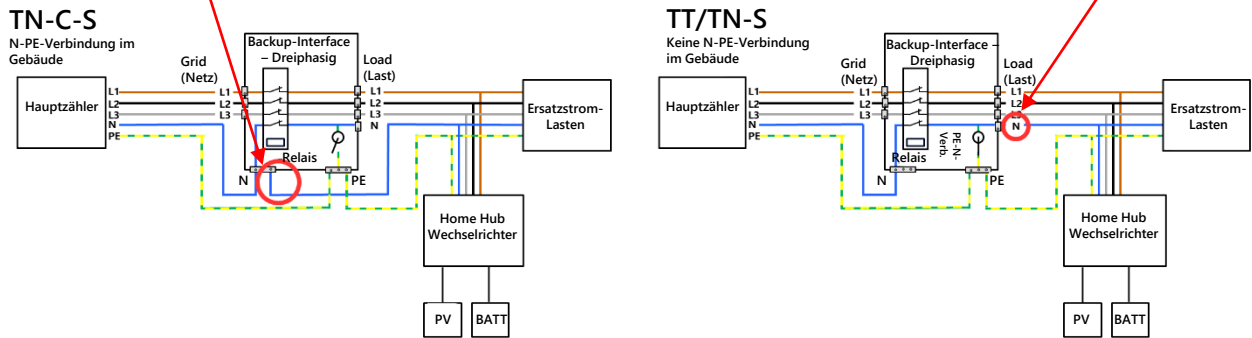 TN-C-S
N-PE-Verbindung im
Gebäude
Backup-Interface
– Dreiphasig
Grid
(Netz)
Load
(Last)
Hauptzähler
L1
L2
L3
N
PE
L1
L2
L3
L1
L2
L3
N
Ersatzstrom-
Lasten
Relais
N
PE
Home Hub
Wechselrichter
PV
BATT
TT/TN-S
Keine N-PE-Verbindung
im Gebäude
Backup-Interface –
Dreiphasig
Grid
(Netz)
Load
(Last)
Hauptzähler
L1
L2
L3
N
PE
L1
L2
L3
L1
L2
L3
N
Ersatzstrom-
Lasten
PE-N-
Verb.
Relais
N
PE
Home Hub
Wechselrichter
PV
BATT